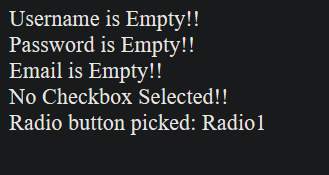 Username is Empty!!
Password is Empty!!
Email is Empty!!
No Checkbox Selected!!
Radio button picked: Radio1